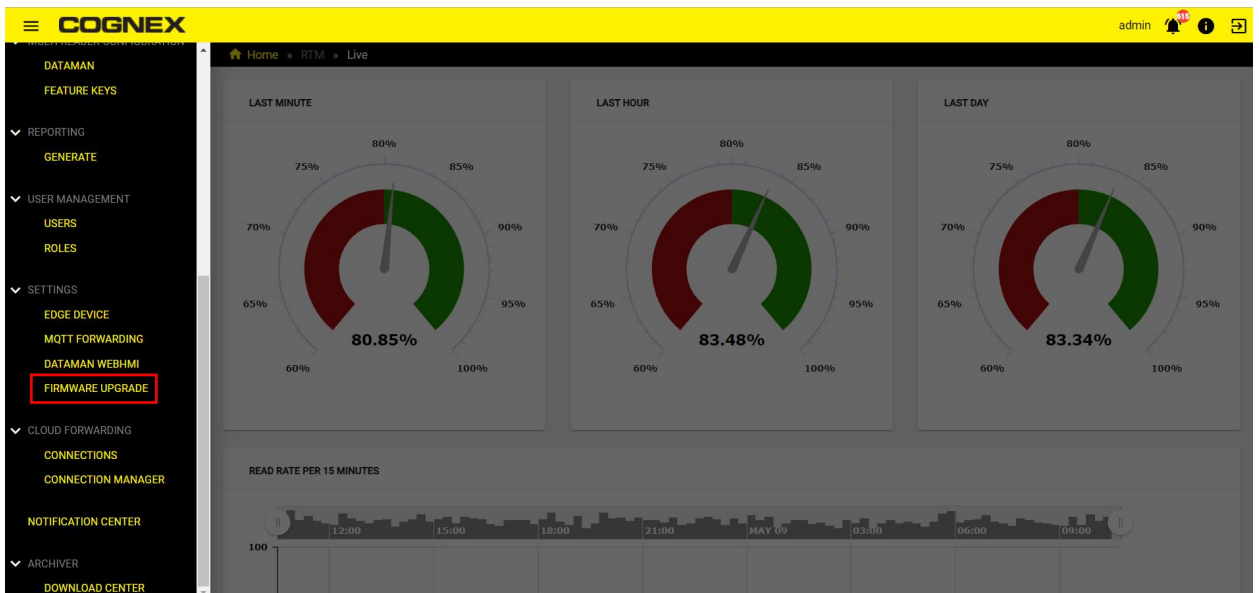 COGNEX
admin
615
MULTI READER CONFIGURATION
DATAMAN
FEATURE KEYS
REPORTING
GENERATE
USER MANAGEMENT
USERS
ROLES
SETTINGS
EDGE DEVICE
MQTT FORWARDING
DATAMAN WEBHMI
FIRMWARE UPGRADE
CLOUD FORWARDING
CONNECTIONS
CONNECTION MANAGER
NOTIFICATION CENTER
ARCHIVER
DOWNLOAD CENTER
Home » RTM » Live
LAST MINUTE
80%
75% 85%
70% 90%
65% 95%
80.85%
60% 100%
LAST HOUR
80%
75% 85%
70% 90%
65% 95%
83.48%
60% 100%
LAST DAY
80%
75% 85%
70% 90%
65% 95%
83.34%
60% 100%
READ RATE PER 15 MINUTES
12:00 15:00 18:00 21:00 MAY 09 03:00 06:00 09:00
100